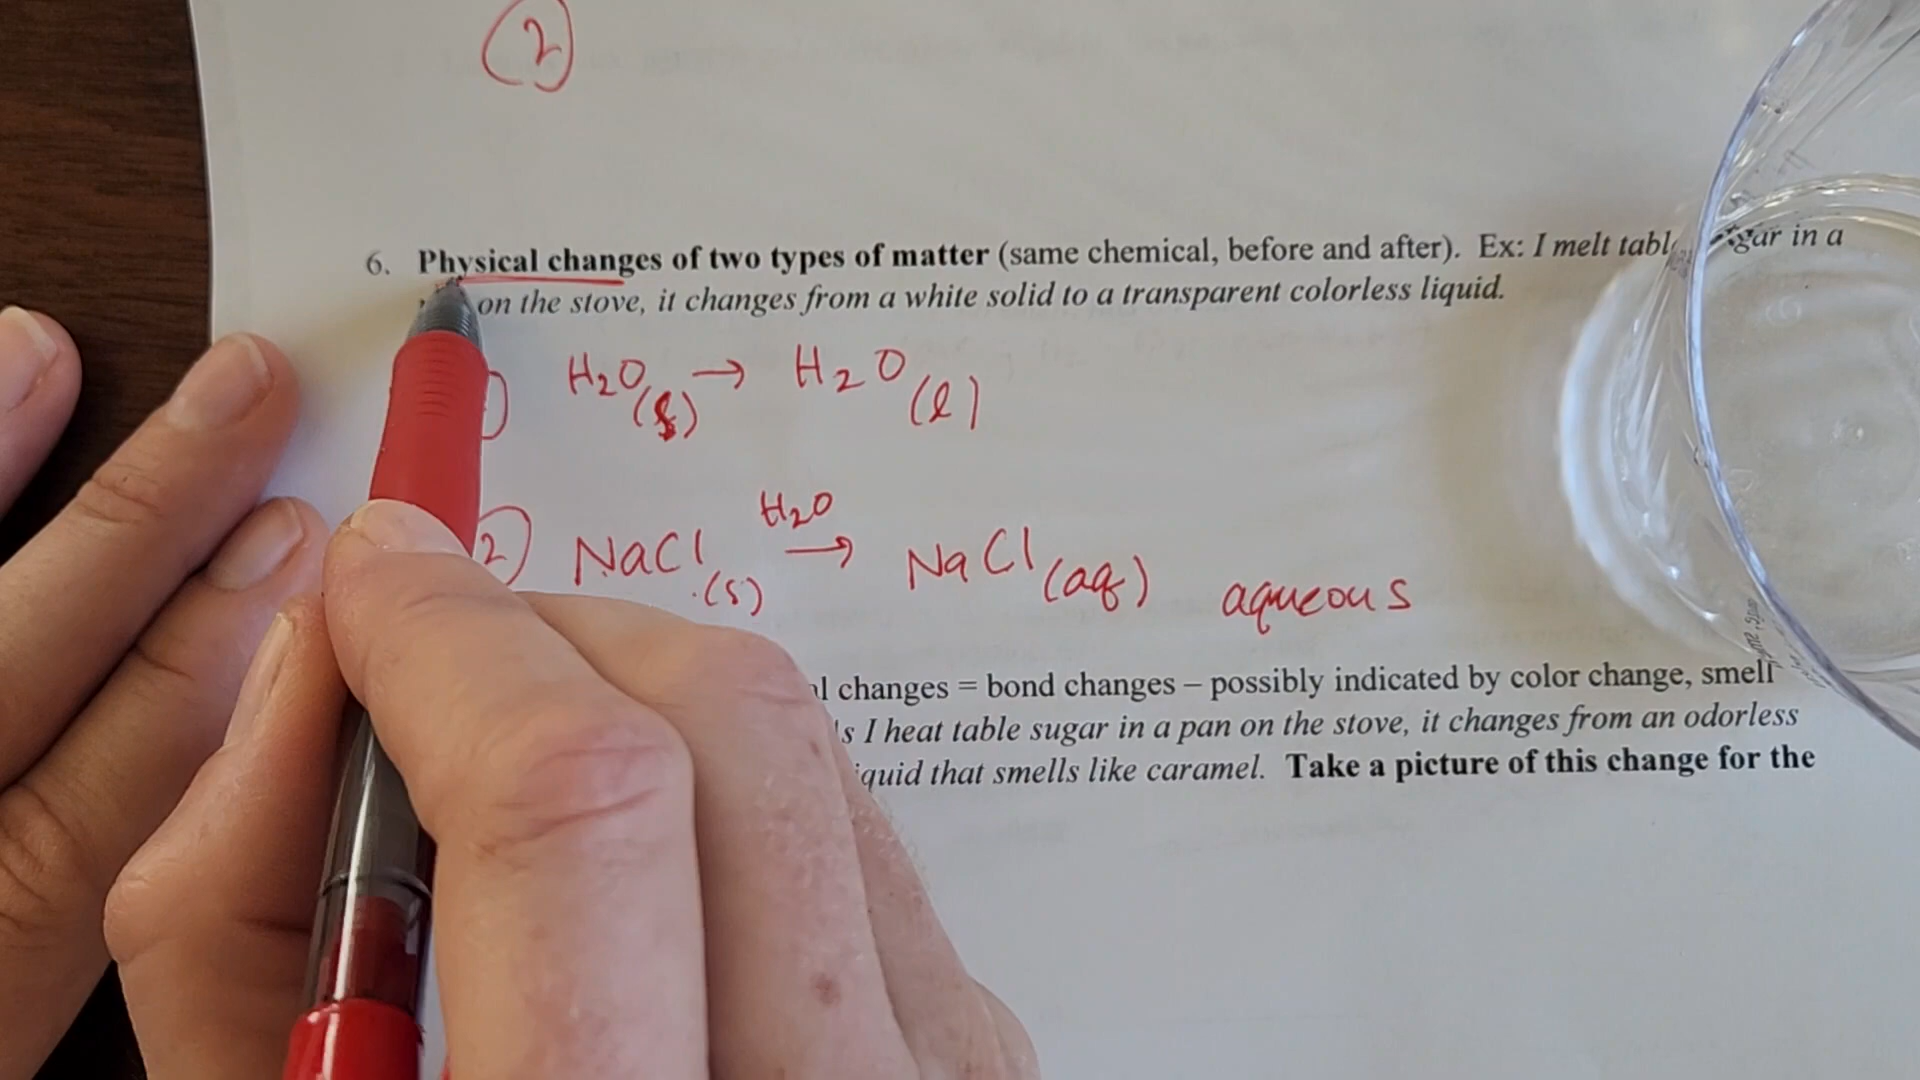 2
6. Physical changes of two types of matter (same chemical, before and after). Ex: I melt table sugar in a
on the stove, it changes from a white solid to a transparent colorless liquid.
H₂O(s) → H₂O(l)
H₂O
2) NaCl(s) → NaCl(aq) aqueous
changes = bond changes – possibly indicated by color change, smell
I heat table sugar in a pan on the stove, it changes from an odorless
that smells like caramel. Take a picture of this change for the